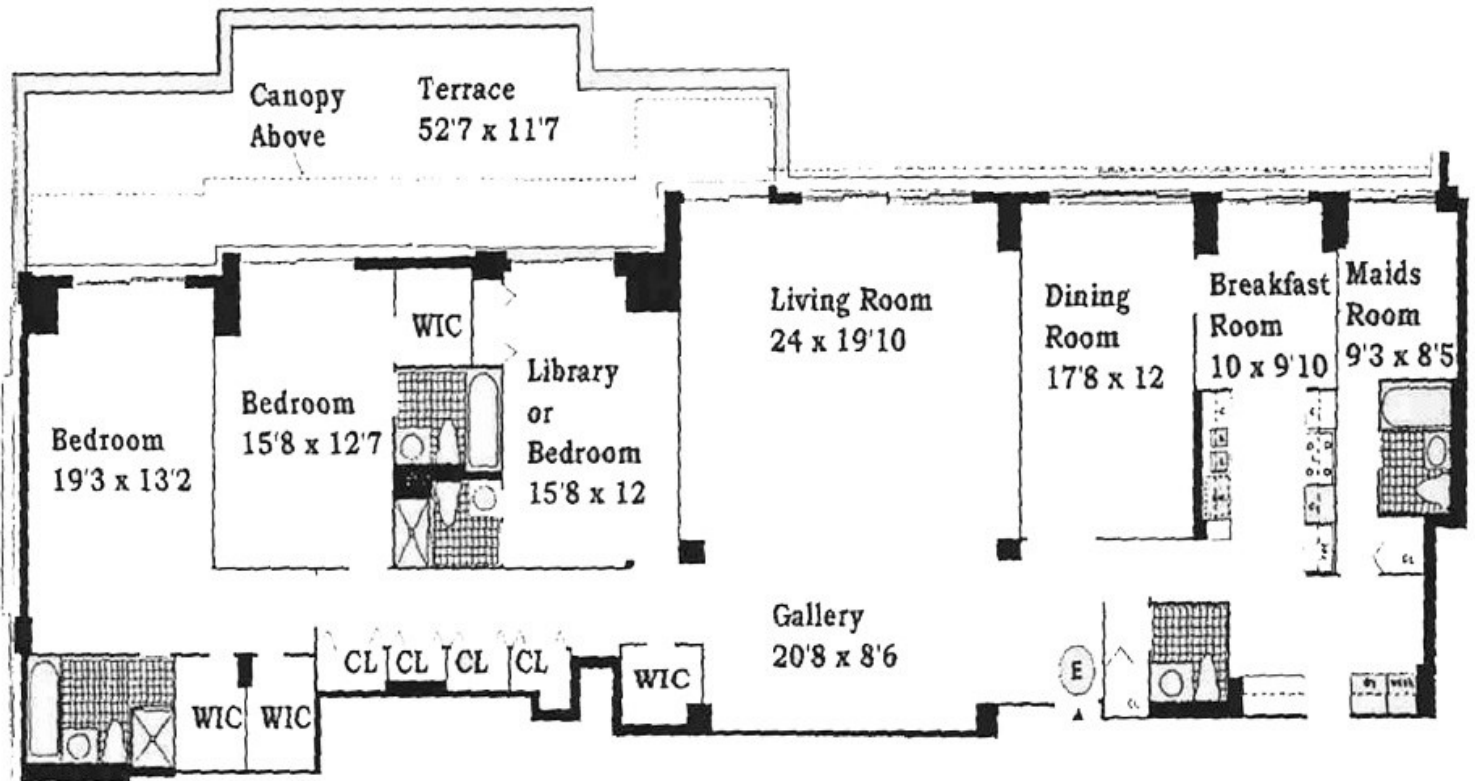 Canopy
Above
Terrace
52'7 x 11'7
Bedroom
19'3 x 13'2
Bedroom
15'8 x 12'7
WIC
Library
or
Bedroom
15'8 x 12
Living Room
24 x 19'10
Dining
Room
17'8 x 12
Breakfast
Room
10 x 9'10
Maids
Room
9'3 x 8'5
CL
Gallery
20'8 x 8'6
CL
CL
CL
CL
WIC
WIC
WIC
E
CL